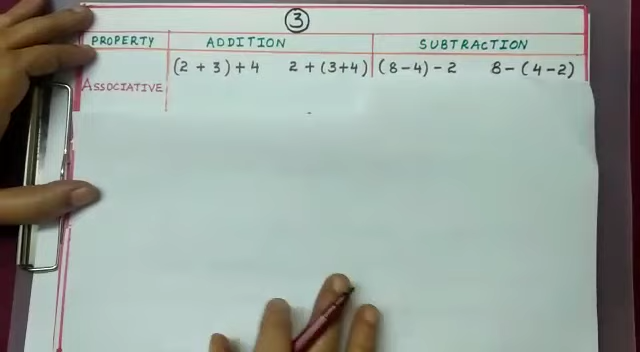 3
PROPERTY ADDITION SUBTRACTION
ASSOCIATIVE (2 + 3) + 4 2 + (3+4) (8-4) - 2 8 - (4-2)